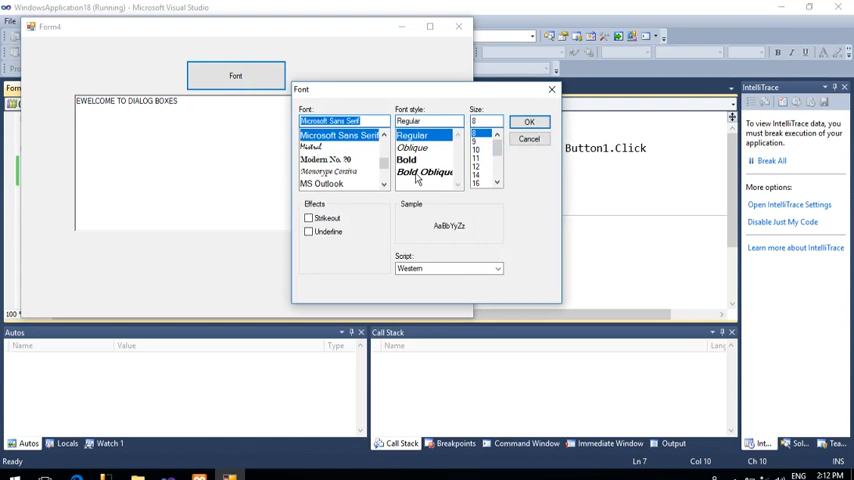 WindowsApplication18 (Running) - Microsoft Visual Studio
File
Form4
Font
EWELCOME TO DIALOG BOXES
Font
Font:
Microsoft Sans Serif
Microsoft Sans Serif
Mistral
Modern No. 20
Monotype Corsiva
MS Outlook
Font style:
Regular
Regular
Oblique
Bold
Bold Oblique
Size:
8
8
9
10
11
12
14
16
OK
Cancel
Effects
Strikeout
Underline
Sample
AaBbYyZz
Script:
Western
Button1.Click
IntelliTrace
To view IntelliTrace data, you
must break execution of your
application.
Break All
More options:
Open IntelliTrace Settings
Disable Just My Code
Learn more about IntelliTrace
100 %
Autos
Name Value Type
Call Stack
Name Lang
Autos Locals Watch 1
Call Stack Breakpoints Command Window Immediate Window Output
Int... Sol... Tea...
Ready Ln 7 Col 10 Ch 10 INS
ENG 2:12 PM